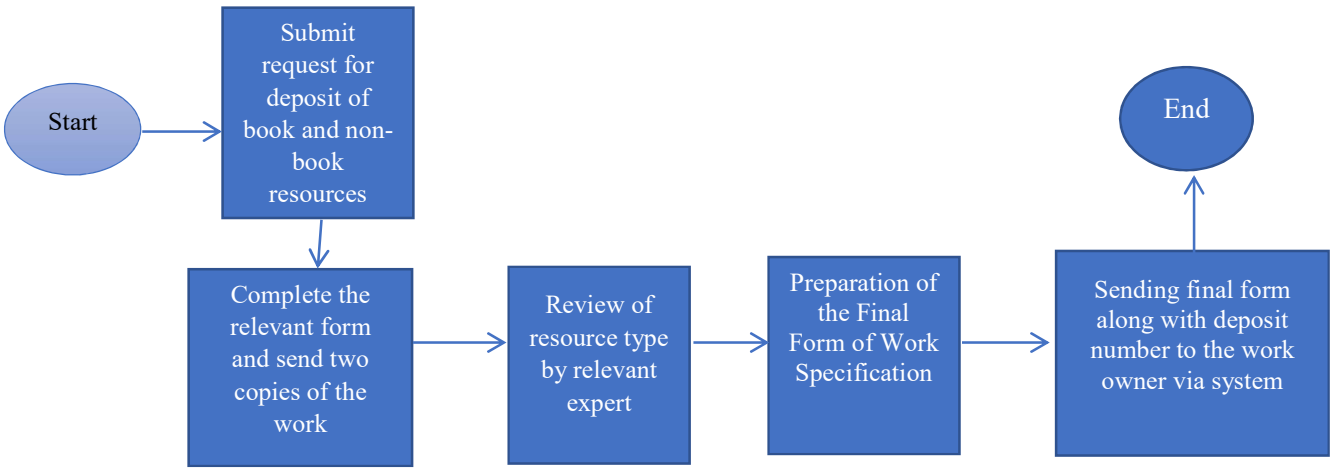 Start
Submit
request for
deposit of
book and non-
book
resources
Complete the
relevant form
and send two
copies of the
work
Review of
resource type
by relevant
expert
Preparation of
the Final
Form of Work
Specification
Sending final form
along with deposit
number to the work
owner via system
End